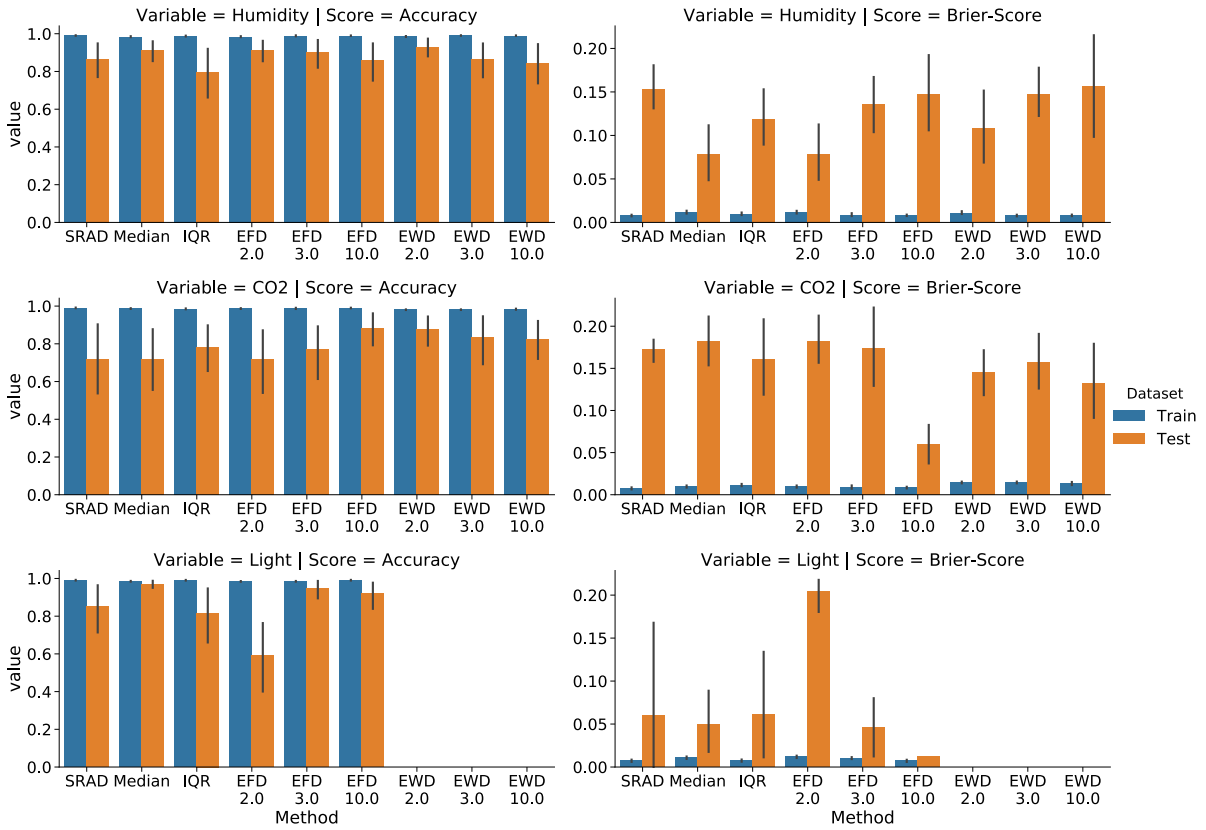 Variable = Humidity | Score = Accuracy
value
1.0
0.8
0.6
0.4
0.2
0.0
SRAD Median IQR EFD EFD EFD EWD EWD EWD
2.0 3.0 10.0 2.0 3.0 10.0
Variable = Humidity | Score = Brier-Score
0.20
0.15
0.10
0.05
0.00
SRAD Median IQR EFD EFD EFD EWD EWD EWD
2.0 3.0 10.0 2.0 3.0 10.0
Variable = CO2 | Score = Accuracy
value
1.0
0.8
0.6
0.4
0.2
0.0
SRAD Median IQR EFD EFD EFD EWD EWD EWD
2.0 3.0 10.0 2.0 3.0 10.0
Variable = CO2 | Score = Brier-Score
0.20
0.15
0.10
0.05
0.00
SRAD Median IQR EFD EFD EFD EWD EWD EWD
2.0 3.0 10.0 2.0 3.0 10.0
Dataset
Train
Test
Variable = Light | Score = Accuracy
value
1.0
0.8
0.6
0.4
0.2
0.0
SRAD Median IQR EFD EFD EFD EWD EWD EWD
2.0 3.0 10.0 2.0 3.0 10.0
Method
Variable = Light | Score = Brier-Score
0.20
0.15
0.10
0.05
0.00
SRAD Median IQR EFD EFD EFD EWD EWD EWD
2.0 3.0 10.0 2.0 3.0 10.0
Method